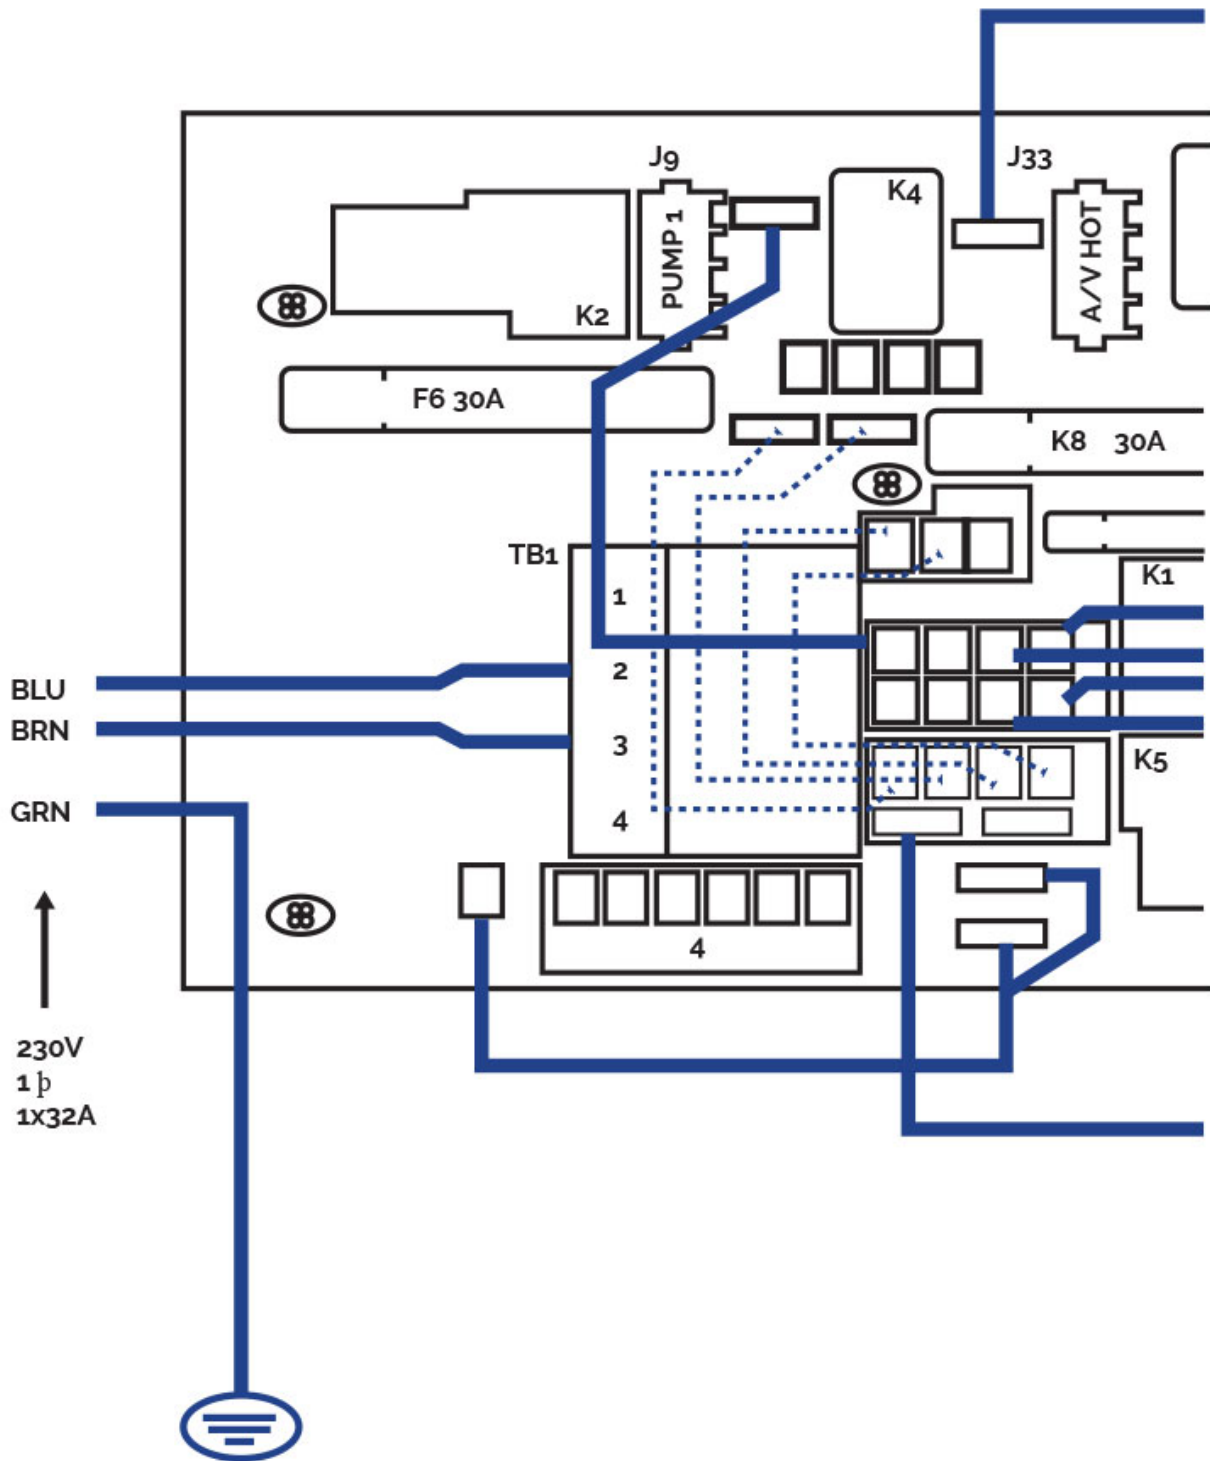 J9
J33
K4
PUMP 1
A/V HOT
K2
F6 30A
K8 30A
TB1
K1
1
2
BLU
BRN
3
K5
GRN
4
4
230V
1 þ
1x32A